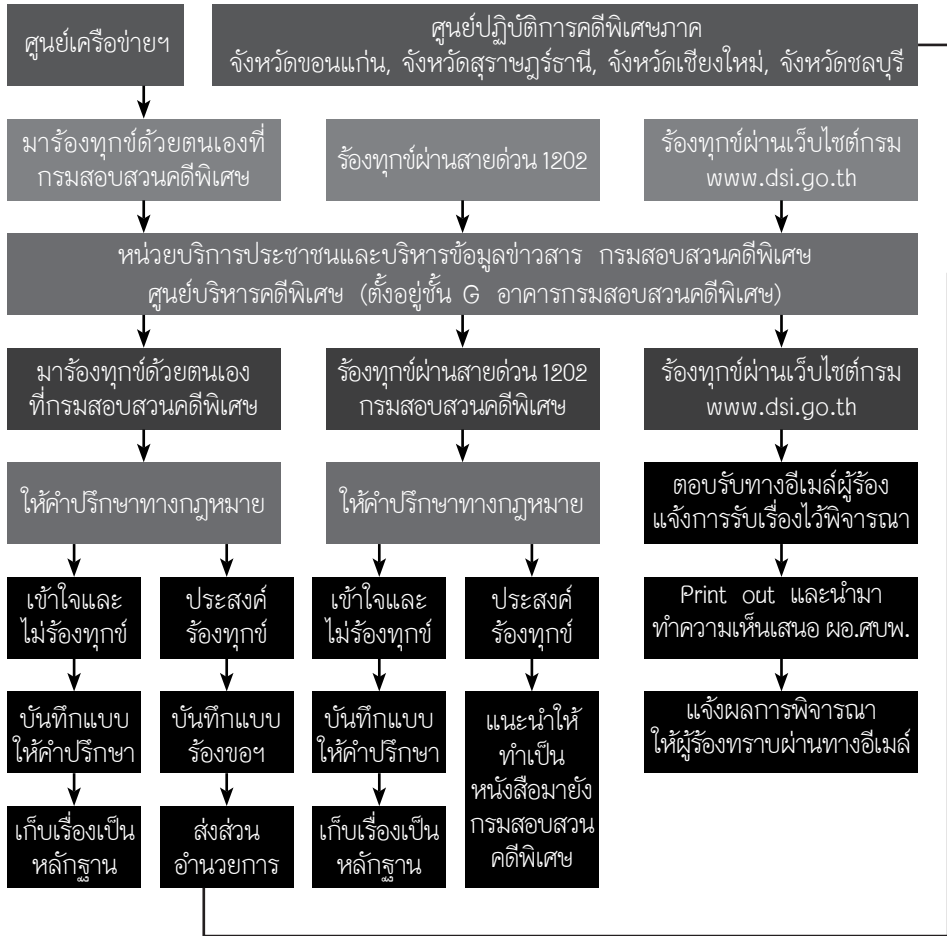 ศูนย์เครือข่ายฯ
ศูนย์ปฏิบัติการคดีพิเศษภาค
จังหวัดขอนแก่น, จังหวัดสุราษฎร์ธานี, จังหวัดเชียงใหม่, จังหวัดชลบุรี
มาร้องทุกข์ด้วยตนเองที่
กรมสอบสวนคดีพิเศษ
ร้องทุกข์ผ่านสายด่วน 1202
ร้องทุกข์ผ่านเว็บไซต์กรม
www.dsi.go.th
หน่วยบริการประชาชนและบริหารข้อมูลข่าวสาร กรมสอบสวนคดีพิเศษ
ศูนย์บริหารคดีพิเศษ (ตั้งอยู่ชั้น G อาคารกรมสอบสวนคดีพิเศษ)
มาร้องทุกข์ด้วยตนเอง
ที่กรมสอบสวนคดีพิเศษ
ร้องทุกข์ผ่านสายด่วน 1202
กรมสอบสวนคดีพิเศษ
ร้องทุกข์ผ่านเว็บไซต์กรม
www.dsi.go.th
ให้คำปรึกษาทางกฎหมาย
ให้คำปรึกษาทางกฎหมาย
ตอบรับทางอีเมล์ผู้ร้อง
แจ้งการรับเรื่องไว้พิจารณา
เข้าใจและ
ไม่ร้องทุกข์
ประสงค์
ร้องทุกข์
เข้าใจและ
ไม่ร้องทุกข์
ประสงค์
ร้องทุกข์
Print out และนำมา
ทำความเห็นเสนอ ผอ.ศบพ.
บันทึกแบบ
ให้คำปรึกษา
บันทึกแบบ
ร้องขอฯ
บันทึกแบบ
ให้คำปรึกษา
แนะนำให้
ทำเป็น
หนังสือมายัง
กรมสอบสวน
คดีพิเศษ
แจ้งผลการพิจารณา
ให้ผู้ร้องทราบผ่านทางอีเมล์
เก็บเรื่องเป็น
หลักฐาน
ส่งส่วน
อำนวยการ
เก็บเรื่องเป็น
หลักฐาน